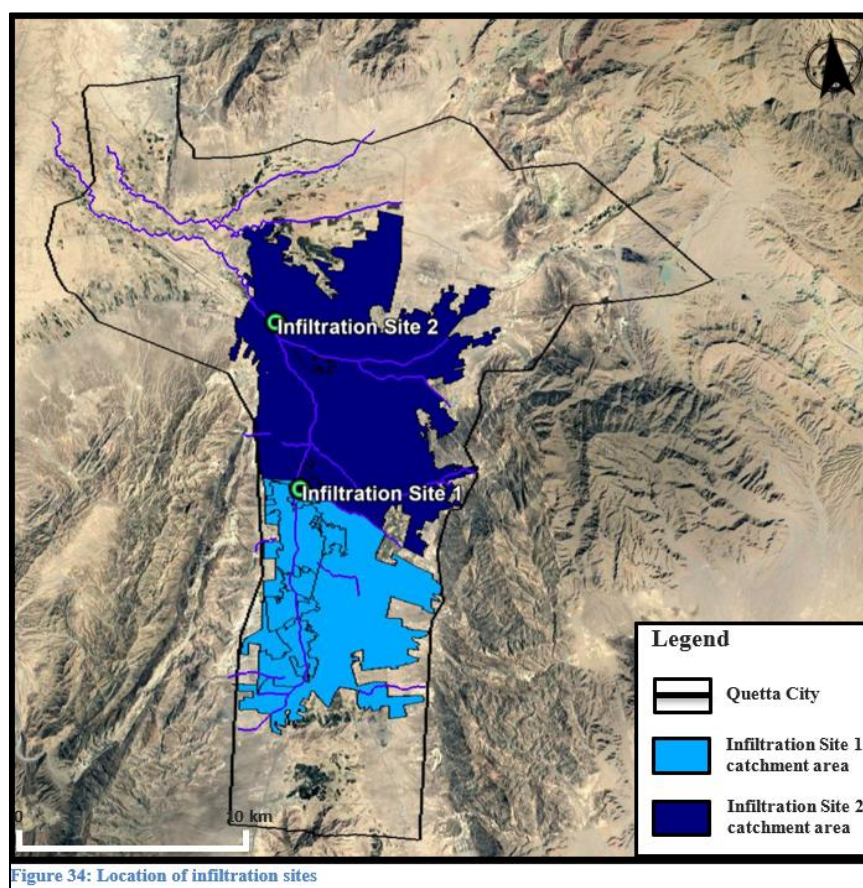 Infiltration Site 2
Infiltration Site 1
Legend
Quetta City
Infiltration Site 1
catchment area
Infiltration Site 2
catchment area
0
10 km
Figure 34: Location of infiltration sites